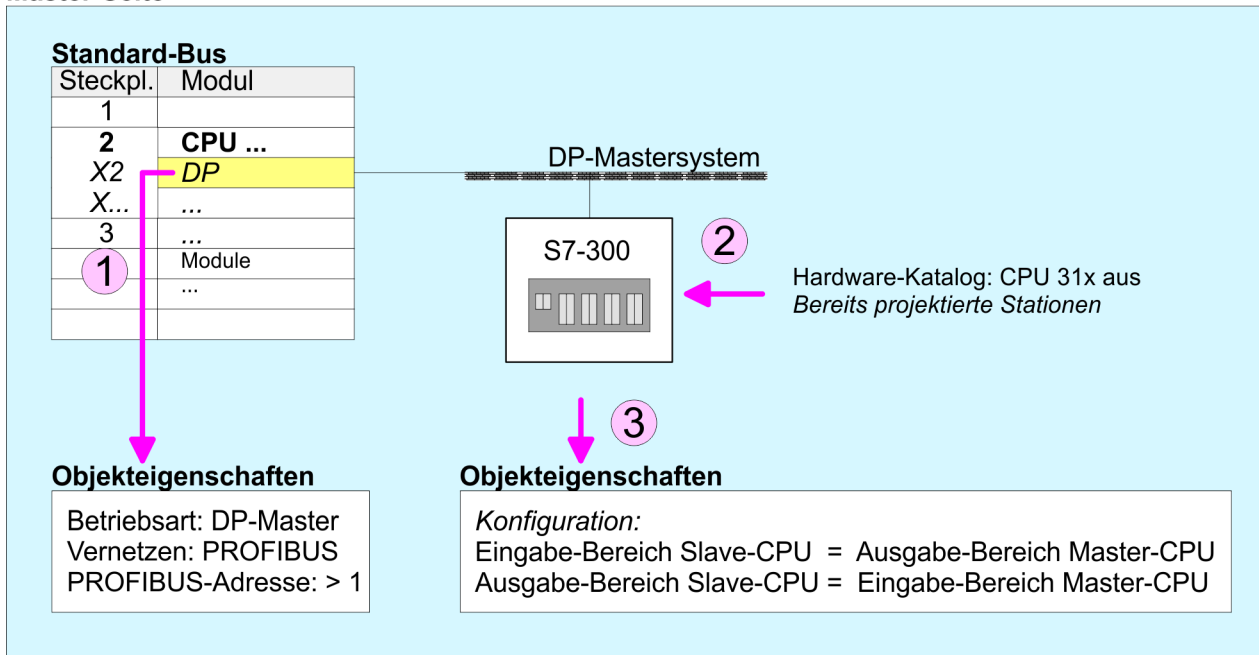 Standard-Bus
Steckpl. Modul
1
2 CPU ...
X2 DP
X... ...
3 ...
Module
...
DP-Mastersystem
S7-300
1
2
Hardware-Katalog: CPU 31x aus
Bereits projektierte Stationen
3
Objekteigenschaften
Betriebsart: DP-Master
Vernetzen: PROFIBUS
PROFIBUS-Adresse: > 1
Objekteigenschaften
Konfiguration:
Eingabe-Bereich Slave-CPU = Ausgabe-Bereich Master-CPU
Ausgabe-Bereich Slave-CPU = Eingabe-Bereich Master-CPU